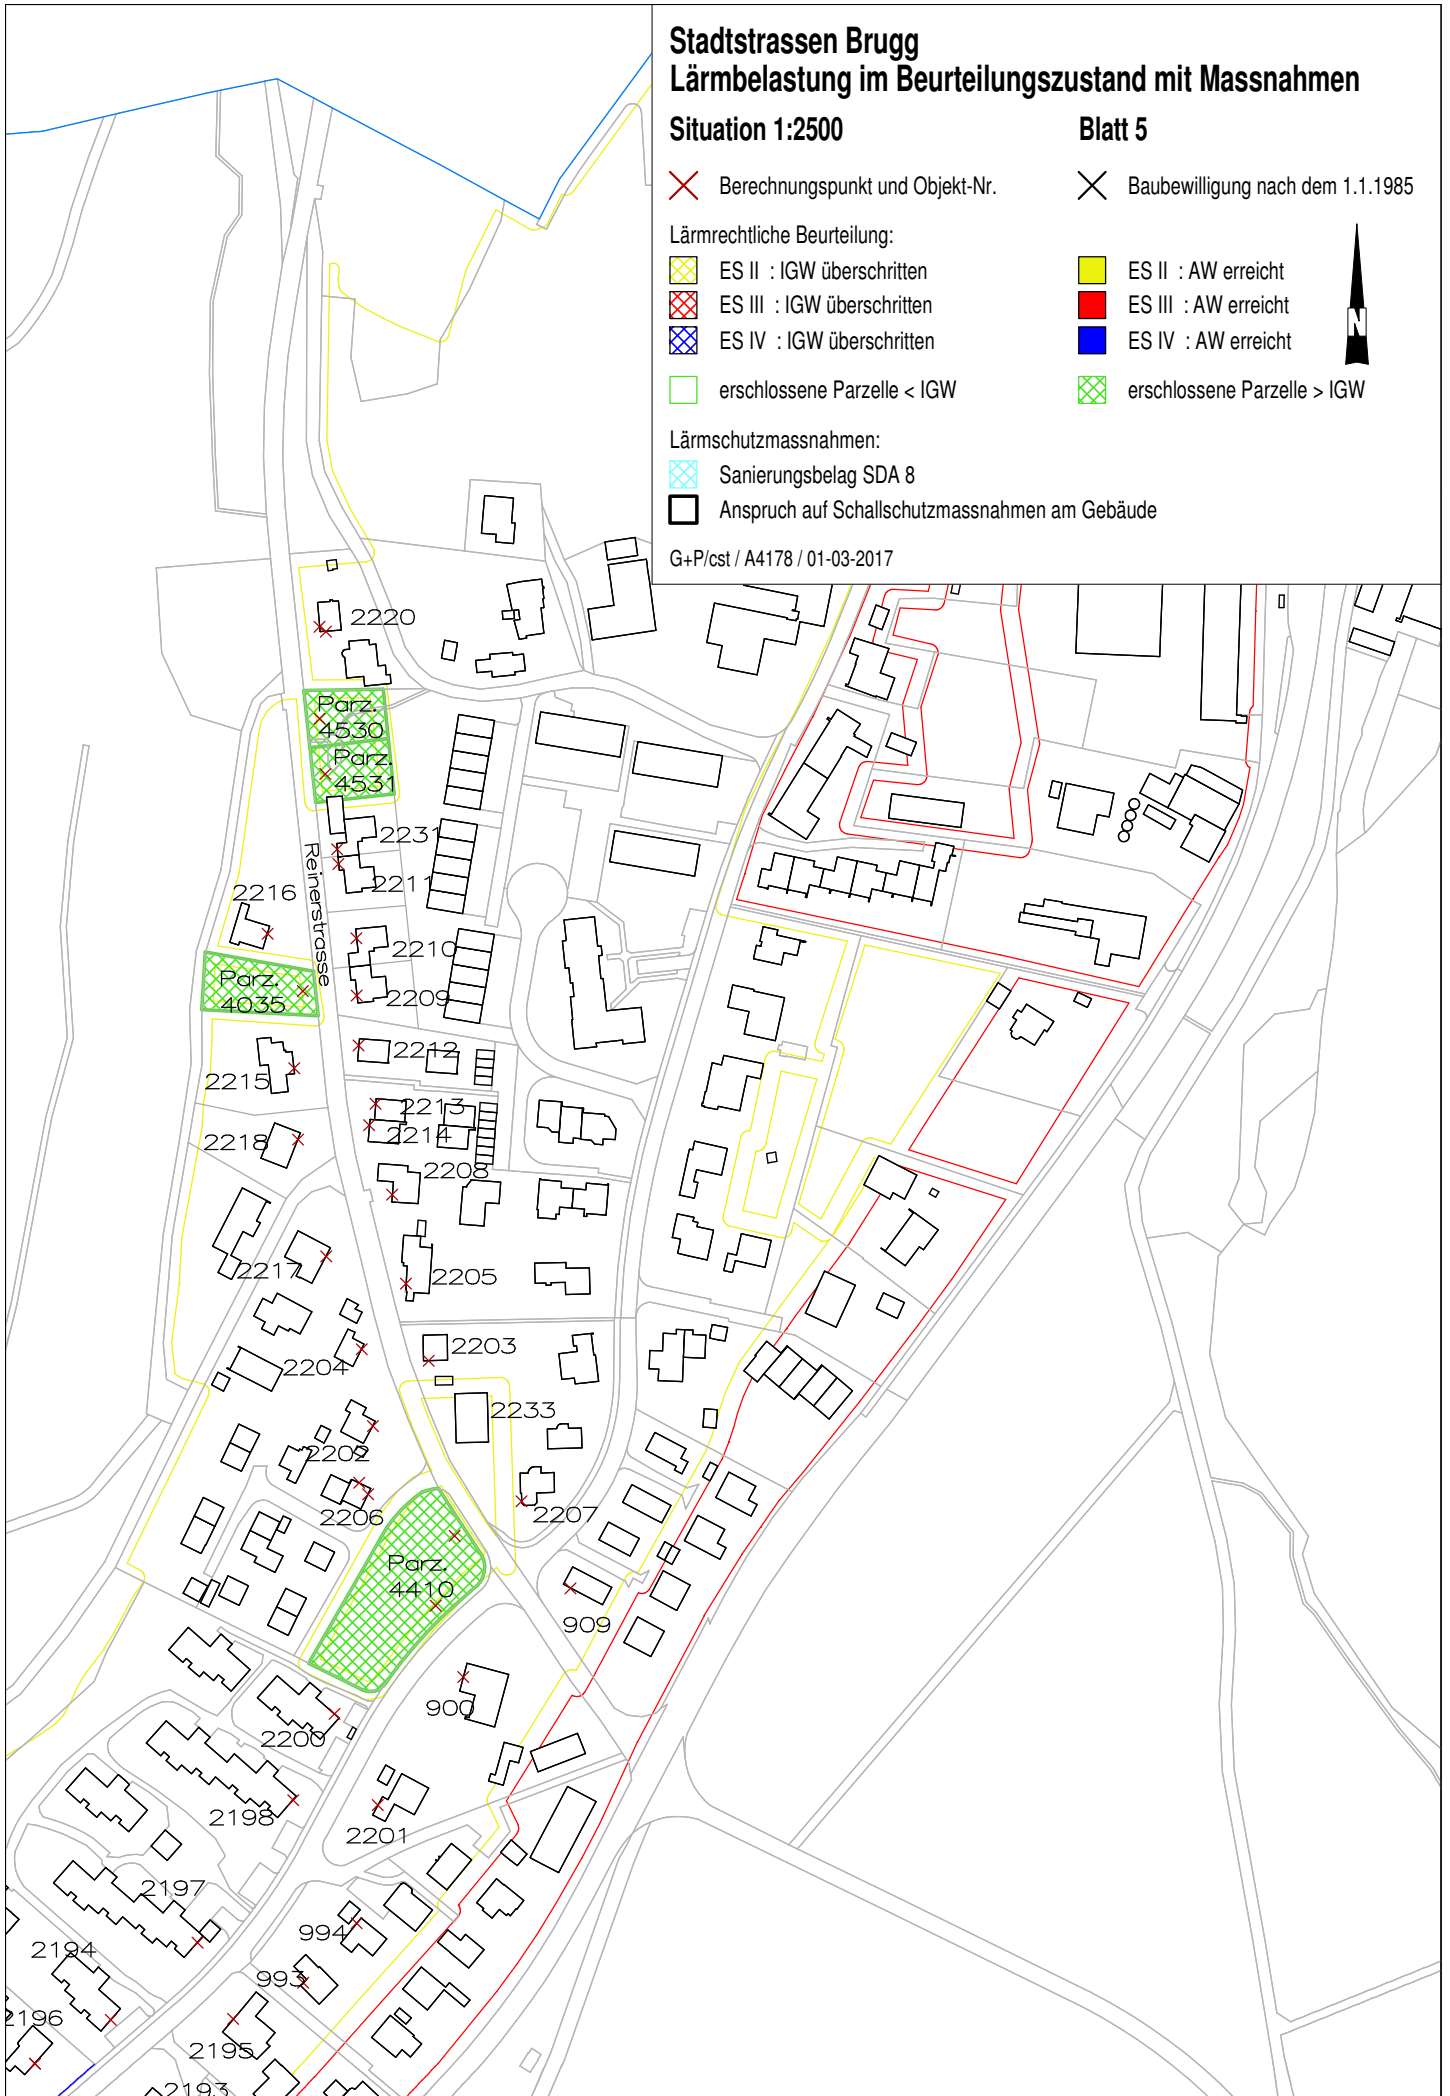 Stadtstrassen Brugg
Lärmbelastung im Beurteilungszustand mit Massnahmen
Situation 1:2500
Blatt 5
Berechnungspunkt und Objekt-Nr.
Baubewilligung nach dem 1.1.1985
Lärmrechtliche Beurteilung:
ES II : IGW überschritten
ES II : AW erreicht
ES III : IGW überschritten
ES III : AW erreicht
ES IV : IGW überschritten
ES IV : AW erreicht
N
erschlossene Parzelle < IGW
erschlossene Parzelle > IGW
Lärmschutzmassnahmen:
Sanierungsbelag SDA 8
Anspruch auf Schallschutzmassnahmen am Gebäude
G+P/cst / A4178 / 01-03-2017
2220
Parz.
4530
Parz.
4531
2231
Reinerstrasse
2211
2216
2210
Parz.
4035
2209
2212
2215
2213
2214
2218
2208
2217
2205
2203
2204
2233
2202
2206
2207
Parz.
4410
909
900
2200
2198
2201
2197
994
2194
993
2196
2195
2193